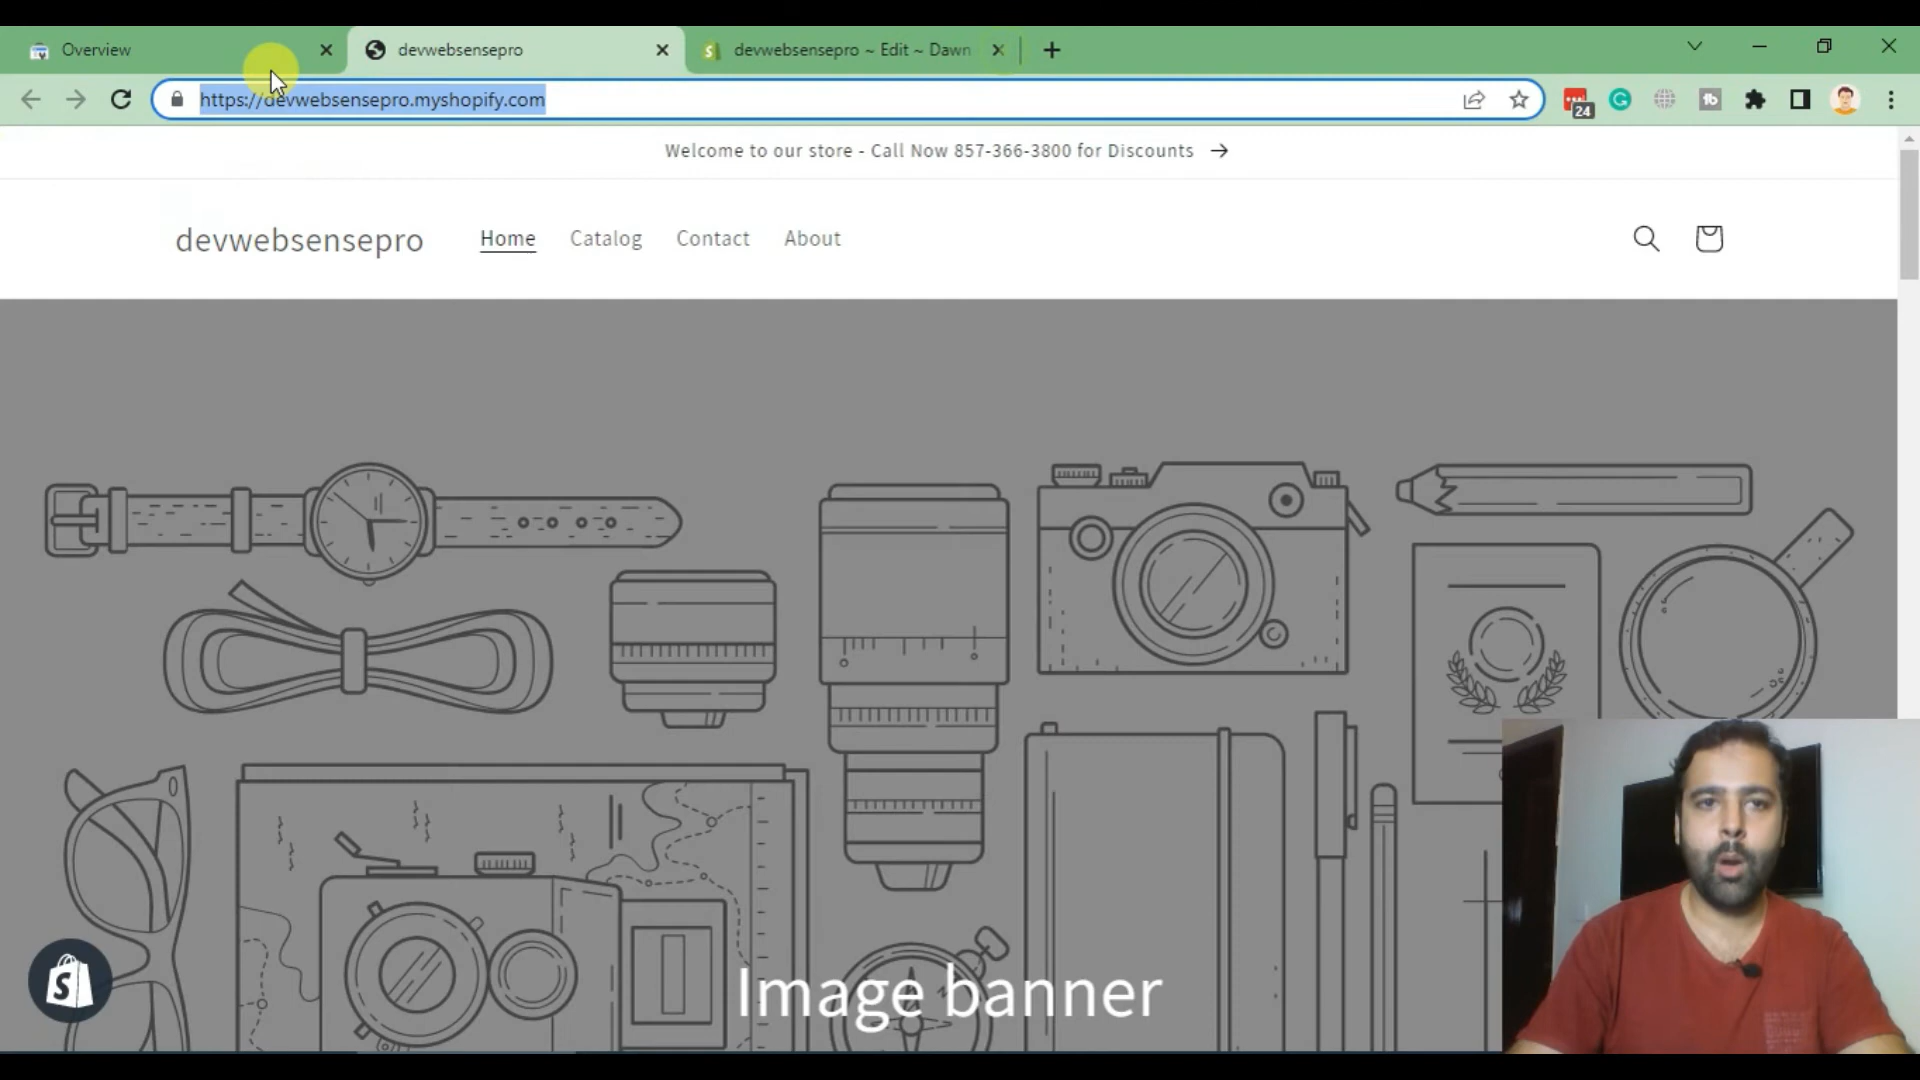 Overview
devwebsensepro
devwebsensepro ~ Edit ~ Dawn
https://devwebsensepro.myshopify.com
24
Welcome to our store - Call Now 857-366-3800 for Discounts →
devwebsensepro
Home
Catalog
Contact
About
Image banner